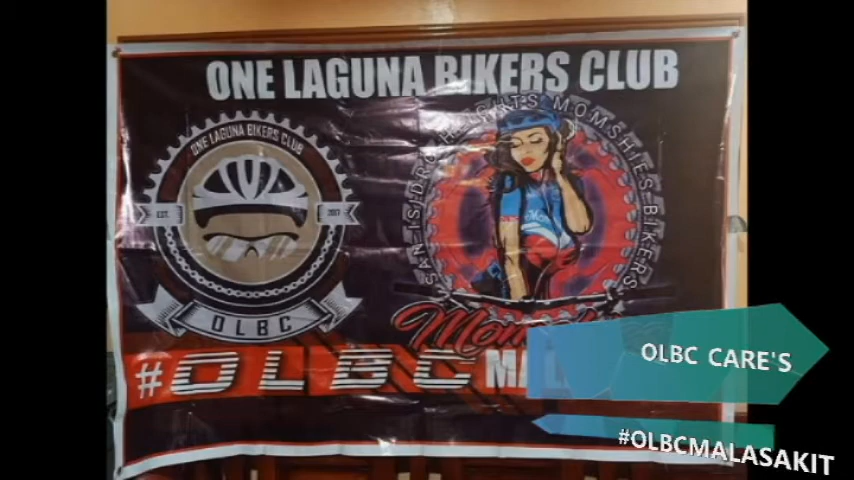 ONE LAGUNA BIKERS CLUB
ONE LAGUNA BIKERS CLUB
EST. 2017
OLBC
SAN ISIDRO HEIGHTS MOMSHIES BIKERS
#OLBC
OLBC CARE'S
#OLBCMALASAKIT